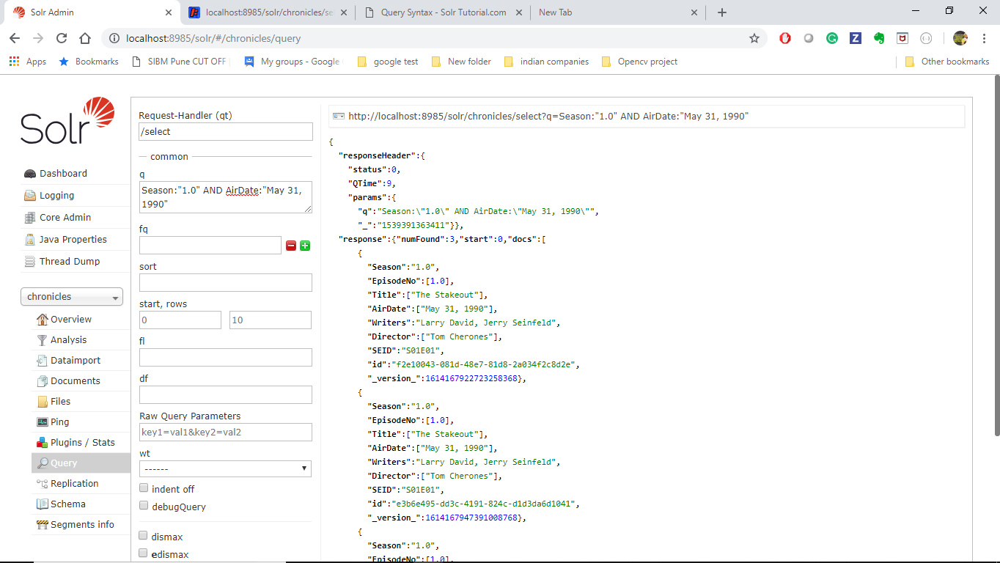 Solr Admin
localhost:8985/solr/chronicles/se
Query Syntax - Solr Tutorial.com
New Tab
localhost:8985/solr/#/chronicles/query
Apps
Bookmarks
SIBM Pune CUT OFF
My groups - Google
google test
New folder
indian companies
Opencv project
Other bookmarks
Solr
Dashboard
Logging
Core Admin
Java Properties
Thread Dump
chronicles
Overview
Analysis
Dataimport
Documents
Files
Ping
Plugins / Stats
Query
Replication
Schema
Segments info
Request-Handler (qt)
/select
common
q
Season:"1.0" AND AirDate:"May 31,
1990"
fq
sort
start, rows
0 10
fl
df
Raw Query Parameters
key1=val1&key2=val2
wt
------
indent off
debugQuery
dismax
edismax
http://localhost:8985/solr/chronicles/select?q=Season:"1.0" AND AirDate:"May 31, 1990"
{
"responseHeader":{
"status":0,
"QTime":9,
"params":{
"q":"Season:\"1.0\" AND AirDate:\"May 31, 1990\"",
"_":"1539391363411"}},
"response":{"numFound":3,"start":0,"docs":[
{
"Season":"1.0",
"EpisodeNo":[1.0],
"Title":["The Stakeout"],
"AirDate":["May 31, 1990"],
"Writers":"Larry David, Jerry Seinfeld",
"Director":["Tom Cherones"],
"SEID":"S01E01",
"id":"f2e10043-081d-48e7-81d8-2a034f2c8d2e",
"_version_":1614167922723258368},
{
"Season":"1.0",
"EpisodeNo":[1.0],
"Title":["The Stakeout"],
"AirDate":["May 31, 1990"],
"Writers":"Larry David, Jerry Seinfeld",
"Director":["Tom Cherones"],
"SEID":"S01E01",
"id":"e3b6e495-dd3c-4191-824c-d1d3da6d1041",
"_version_":1614167947391008768},
{
"Season":"1.0",
"EpisodeNo":[1.0],